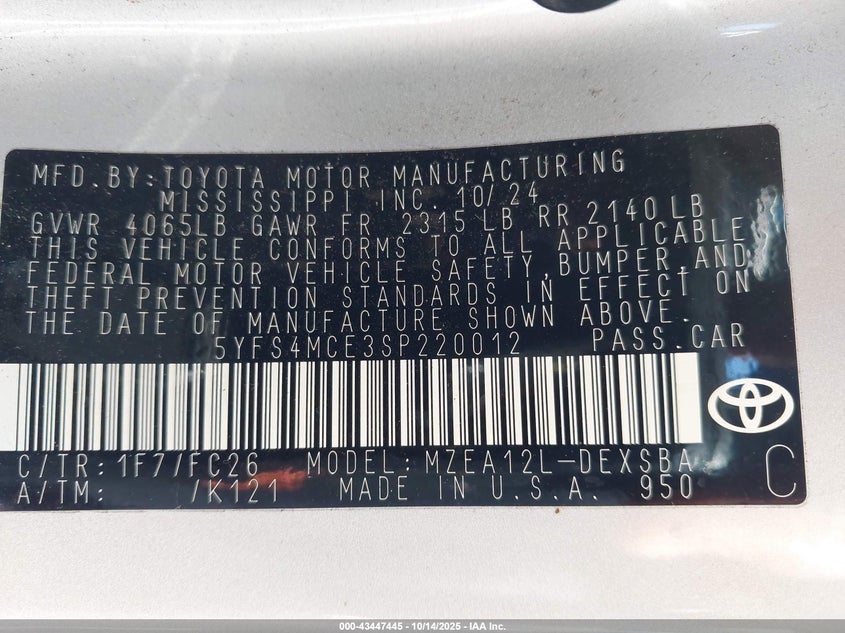 MFD.BY:TOYOTA MOTOR MANUFACTURING
MISSISSIPPI INC. 10/24
GVWR 4065LB GAWR FR 2315 LB RR 2140 LB
THIS VEHICLE CONFORMS TO ALL APPLICABLE
FEDERAL MOTOR VEHICLE SAFETY,BUMPER,AND
THEFT PREVENTION STANDARDS IN EFFECT ON
THE DATE OF MANUFACTURE SHOWN ABOVE.
5YFS4MCE3SP220012 PASS.CAR
C/TR: 1F7/FC26 MODEL: MZEA12L-DEXSBA
A/TM: /K121 MADE IN U.S.A. 950 C
000-43447445 - 10/14/2025 - IAA Inc.